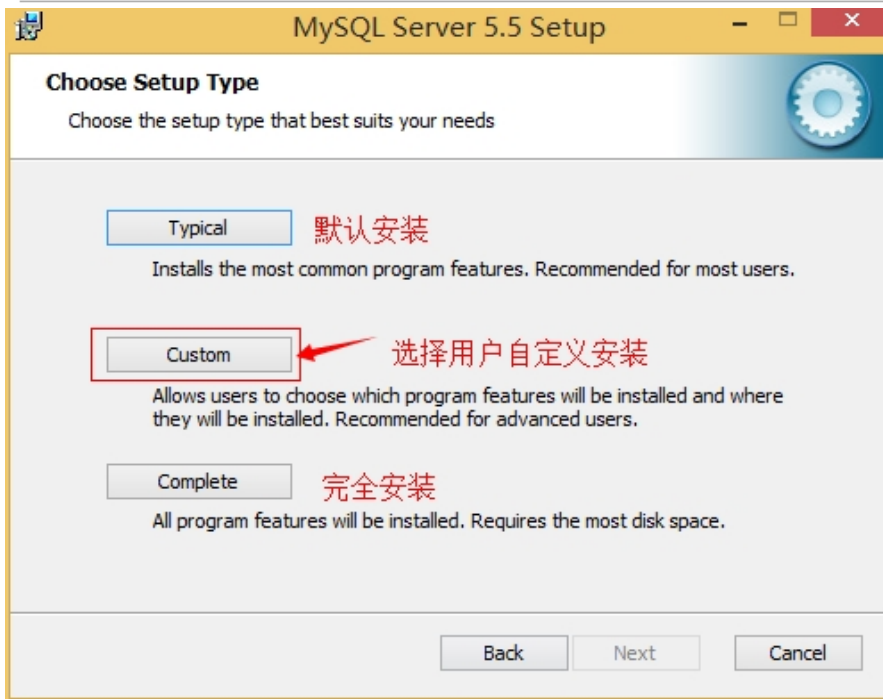 MySQL Server 5.5 Setup
Choose Setup Type
Choose the setup type that best suits your needs
Typical 默认安装
Installs the most common program features. Recommended for most users.
Custom 选择用户自定义安装
Allows users to choose which program features will be installed and where
they will be installed. Recommended for advanced users.
Complete 完全安装
All program features will be installed. Requires the most disk space.
Back Next Cancel